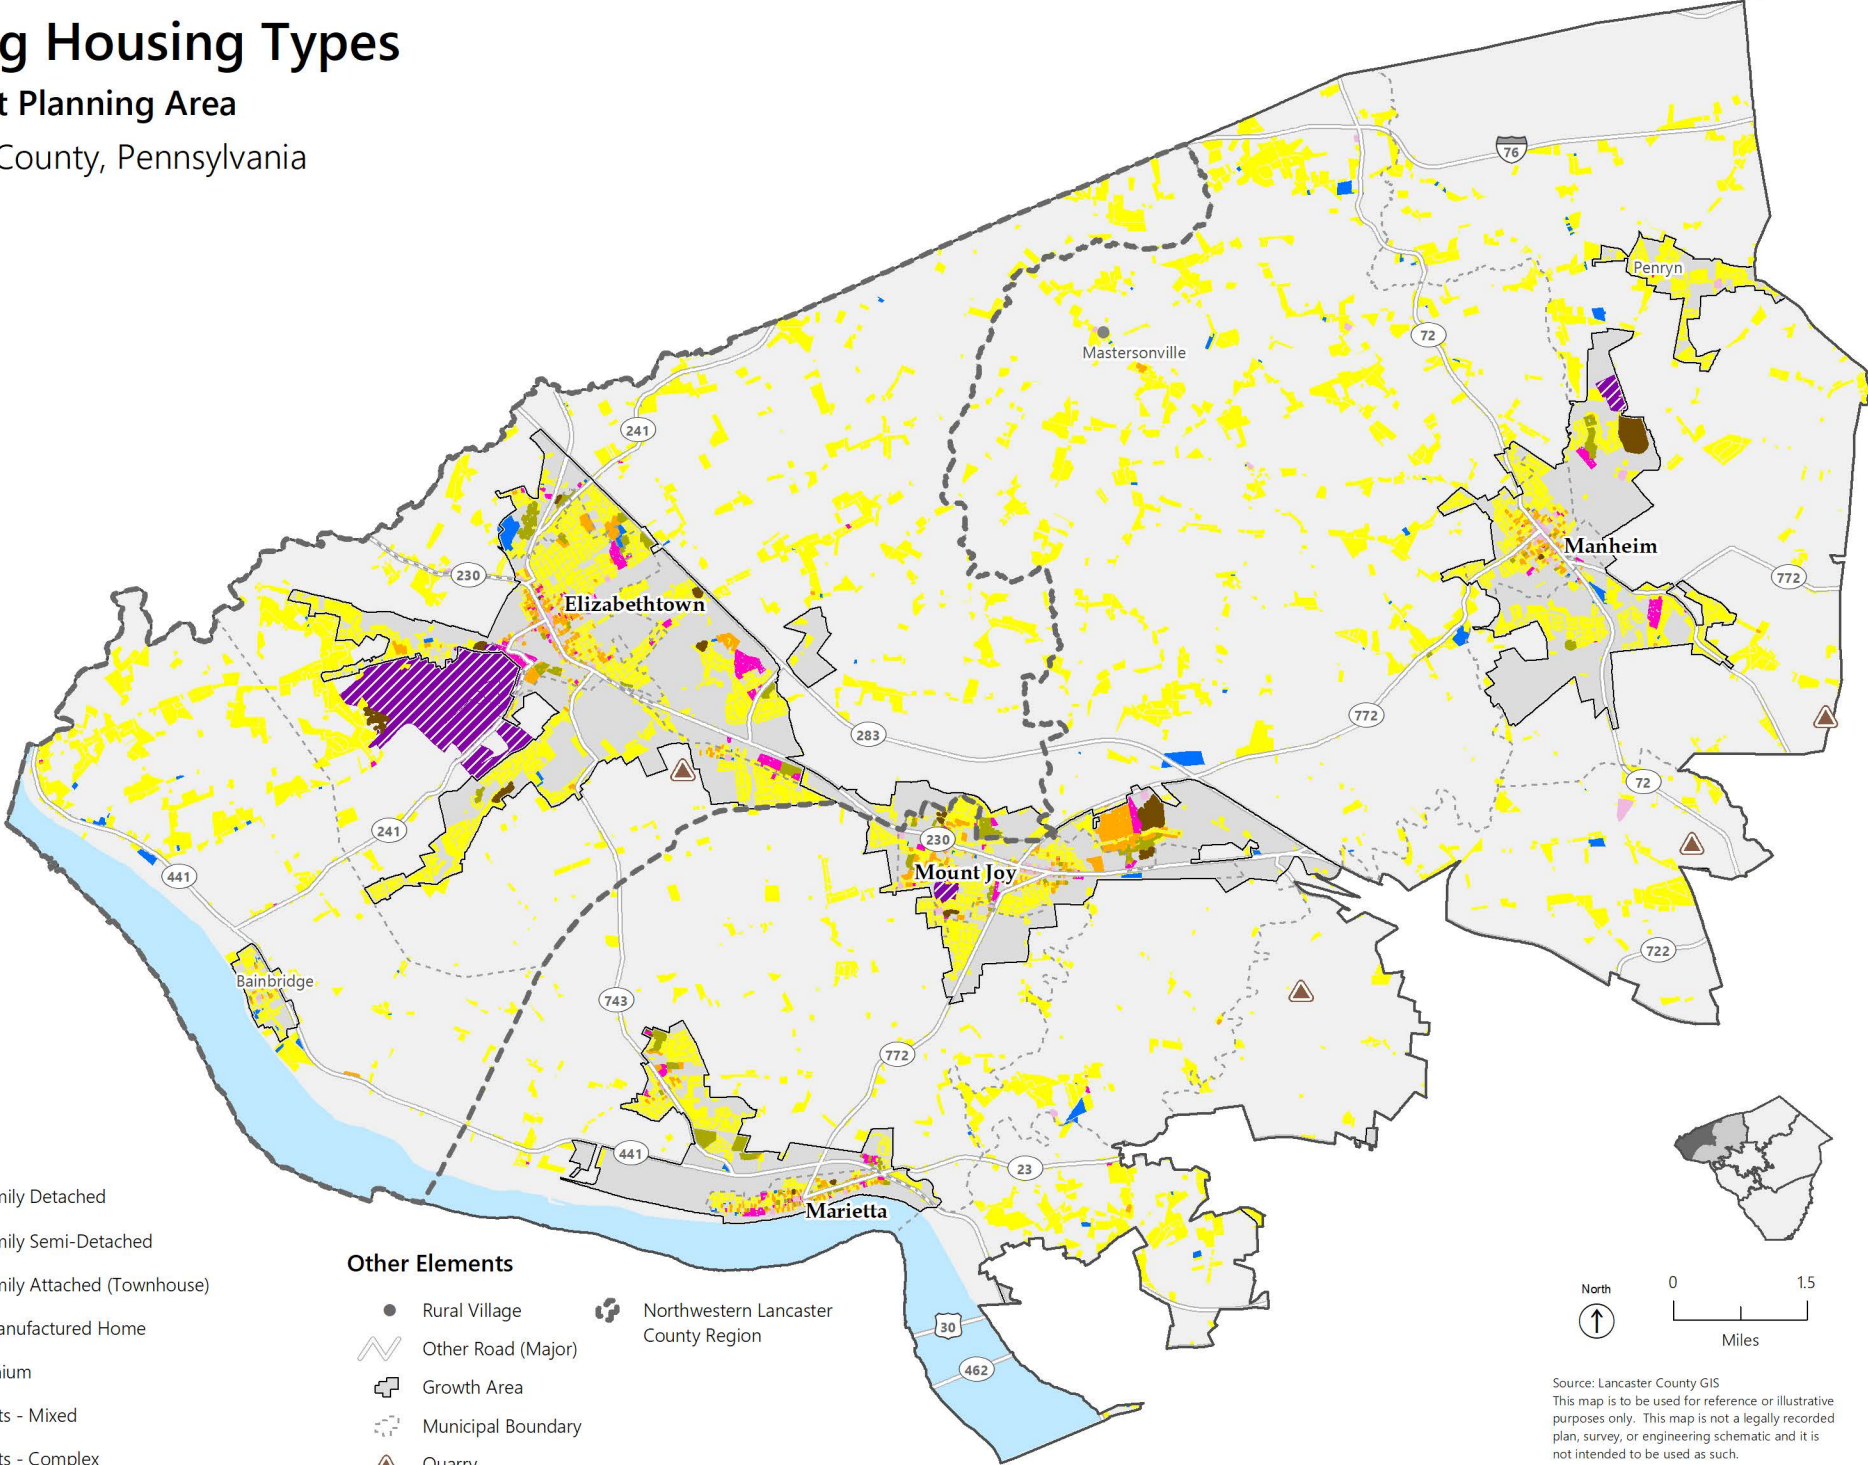 g Housing Types
t Planning Area
County, Pennsylvania
76
Penryn
72
Mastersonville
241
230
Elizabethtown
Manheim
772
772
283
72
230
241
441
Mount Joy
722
Bainbridge
743
772
441
23
Marietta
30
462
mily Detached
mily Semi-Detached
mily Attached (Townhouse)
anufactured Home
nium
ts - Mixed
ts - Complex
Other Elements
Rural Village
Other Road (Major)
Growth Area
Municipal Boundary
Quarry
Northwestern Lancaster
County Region
North
0 1.5
Miles
Source: Lancaster County GIS
This map is to be used for reference or illustrative
purposes only. This map is not a legally recorded
plan, survey, or engineering schematic and it is
not intended to be used as such.